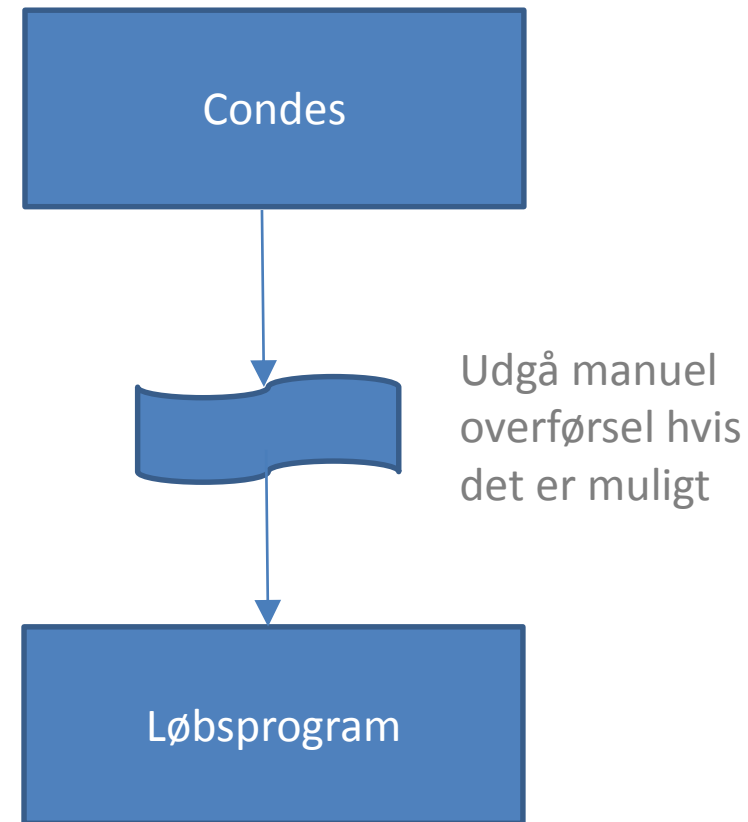 Condes
Udgå manuel
overførsel hvis
det er muligt
Løbsprogram